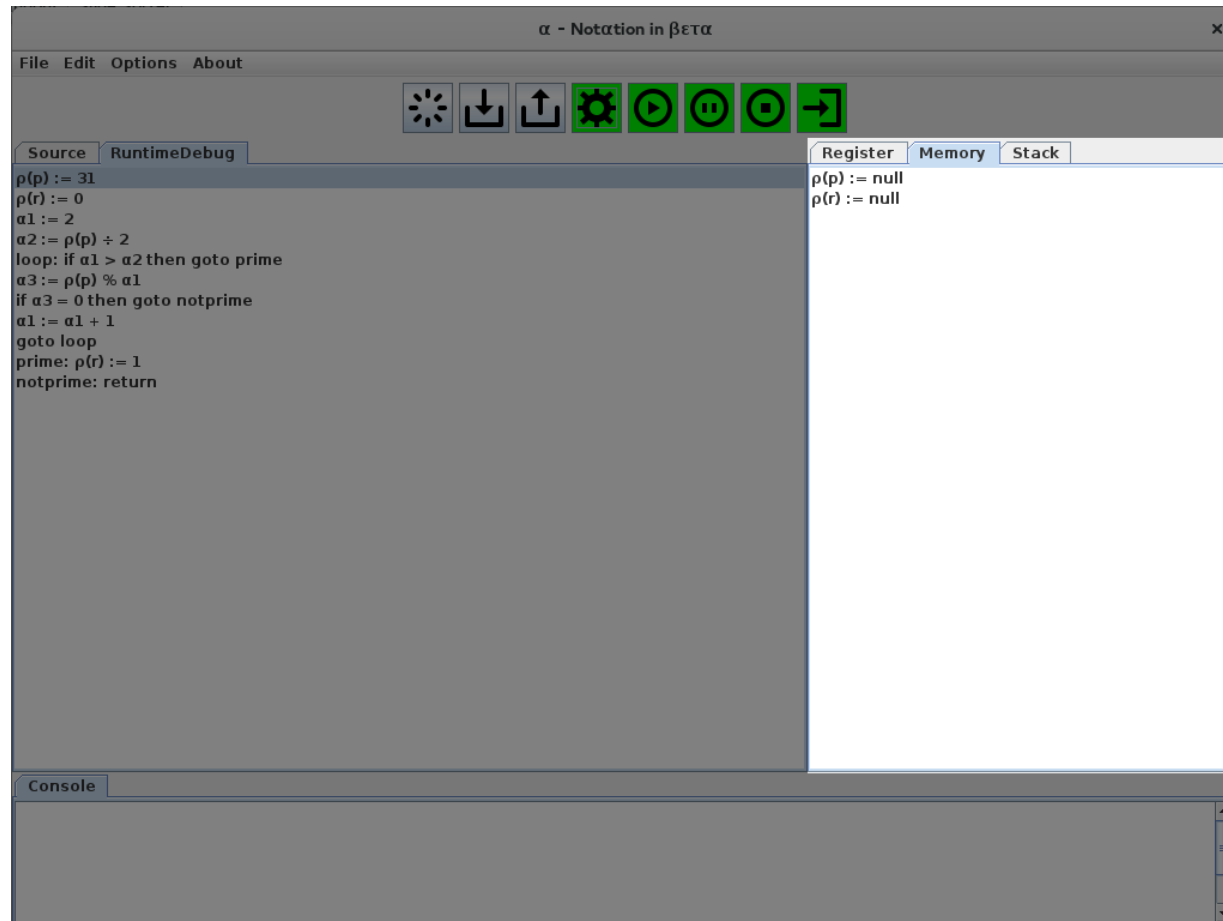 α - Notαtion in βετα
File Edit Options About
Source RuntimeDebug
ρ(p) := 31
ρ(r) := 0
α1 := 2
α2 := ρ(p) ÷ 2
loop: if α1 > α2 then goto prime
α3 := ρ(p) % α1
if α3 = 0 then goto notprime
α1 := α1 + 1
goto loop
prime: ρ(r) := 1
notprime: return
Register Memory Stack
ρ(p) := null
ρ(r) := null
Console